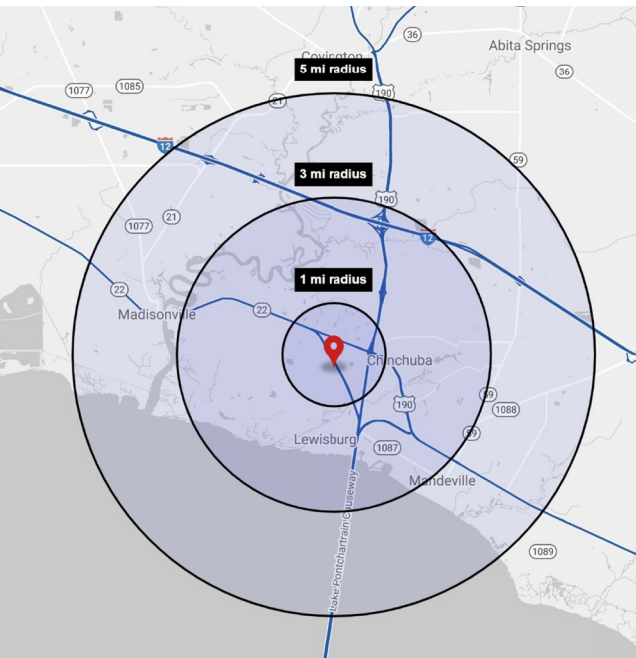 36
Covington
Abita Springs
5 mi radius
36
1077
1085
190
21
12
59
3 mi radius
190
21
1077
12
1 mi radius
22
22
Madisonville
Chinchuba
59
190
1088
59
Lewisburg
1087
Mandeville
Lake Pontchartrain Causeway
1089